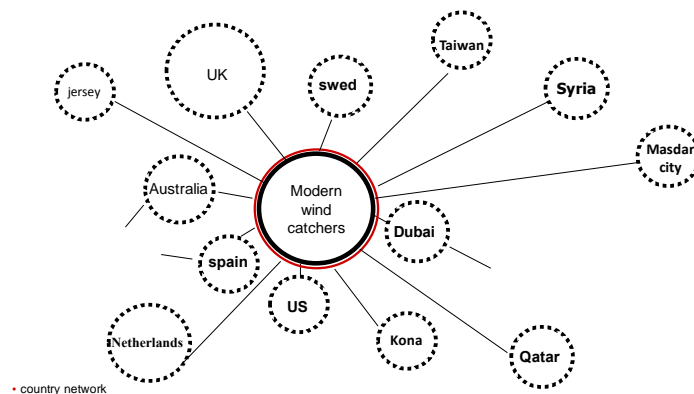 Taiwan
UK
swed
jersey
Syria
Masdar
city
Australia
Modern
wind
catchers
Dubai
spain
US
Netherlands
Kona
Qatar
• country network